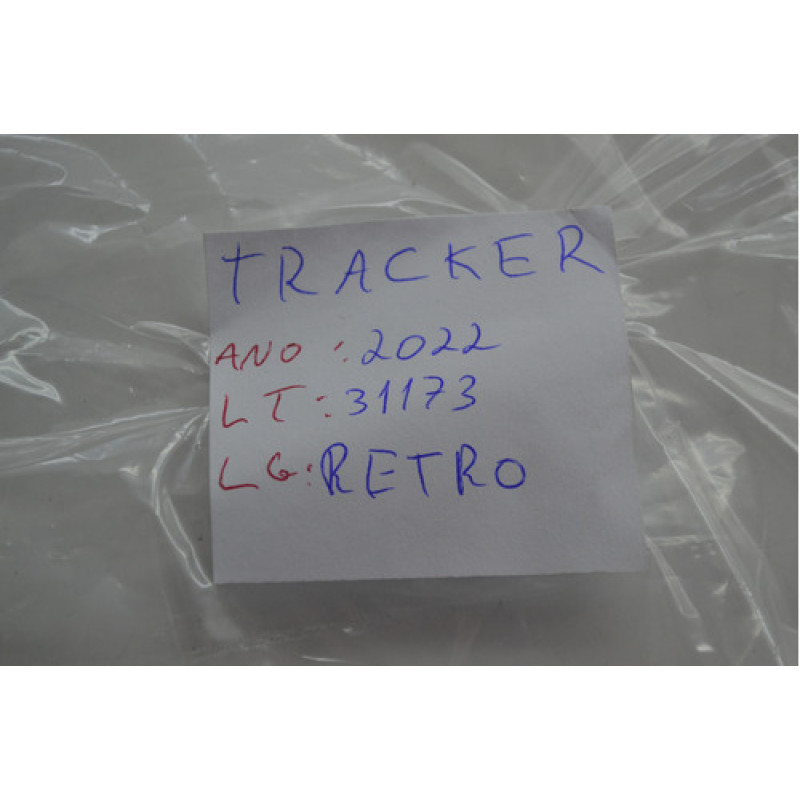 TRACKER
ANO : 2022
LT : 31173
LG : RETRO